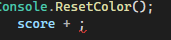 Console.ResetColor();
score + ;